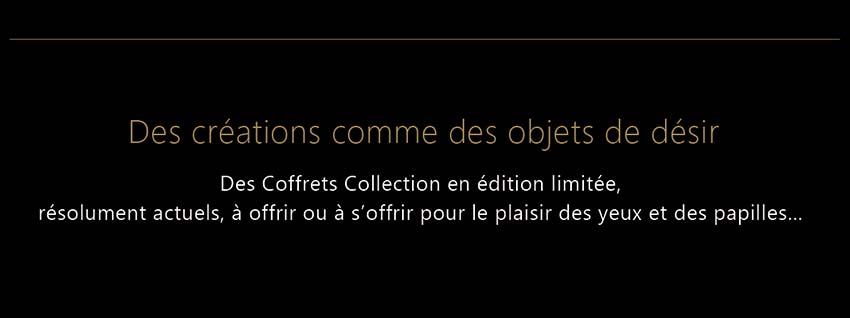 Des créations comme des objets de désir
Des Coffrets Collection en édition limitée,
résolument actuels, à offrir ou à s’offrir pour le plaisir des yeux et des papilles...